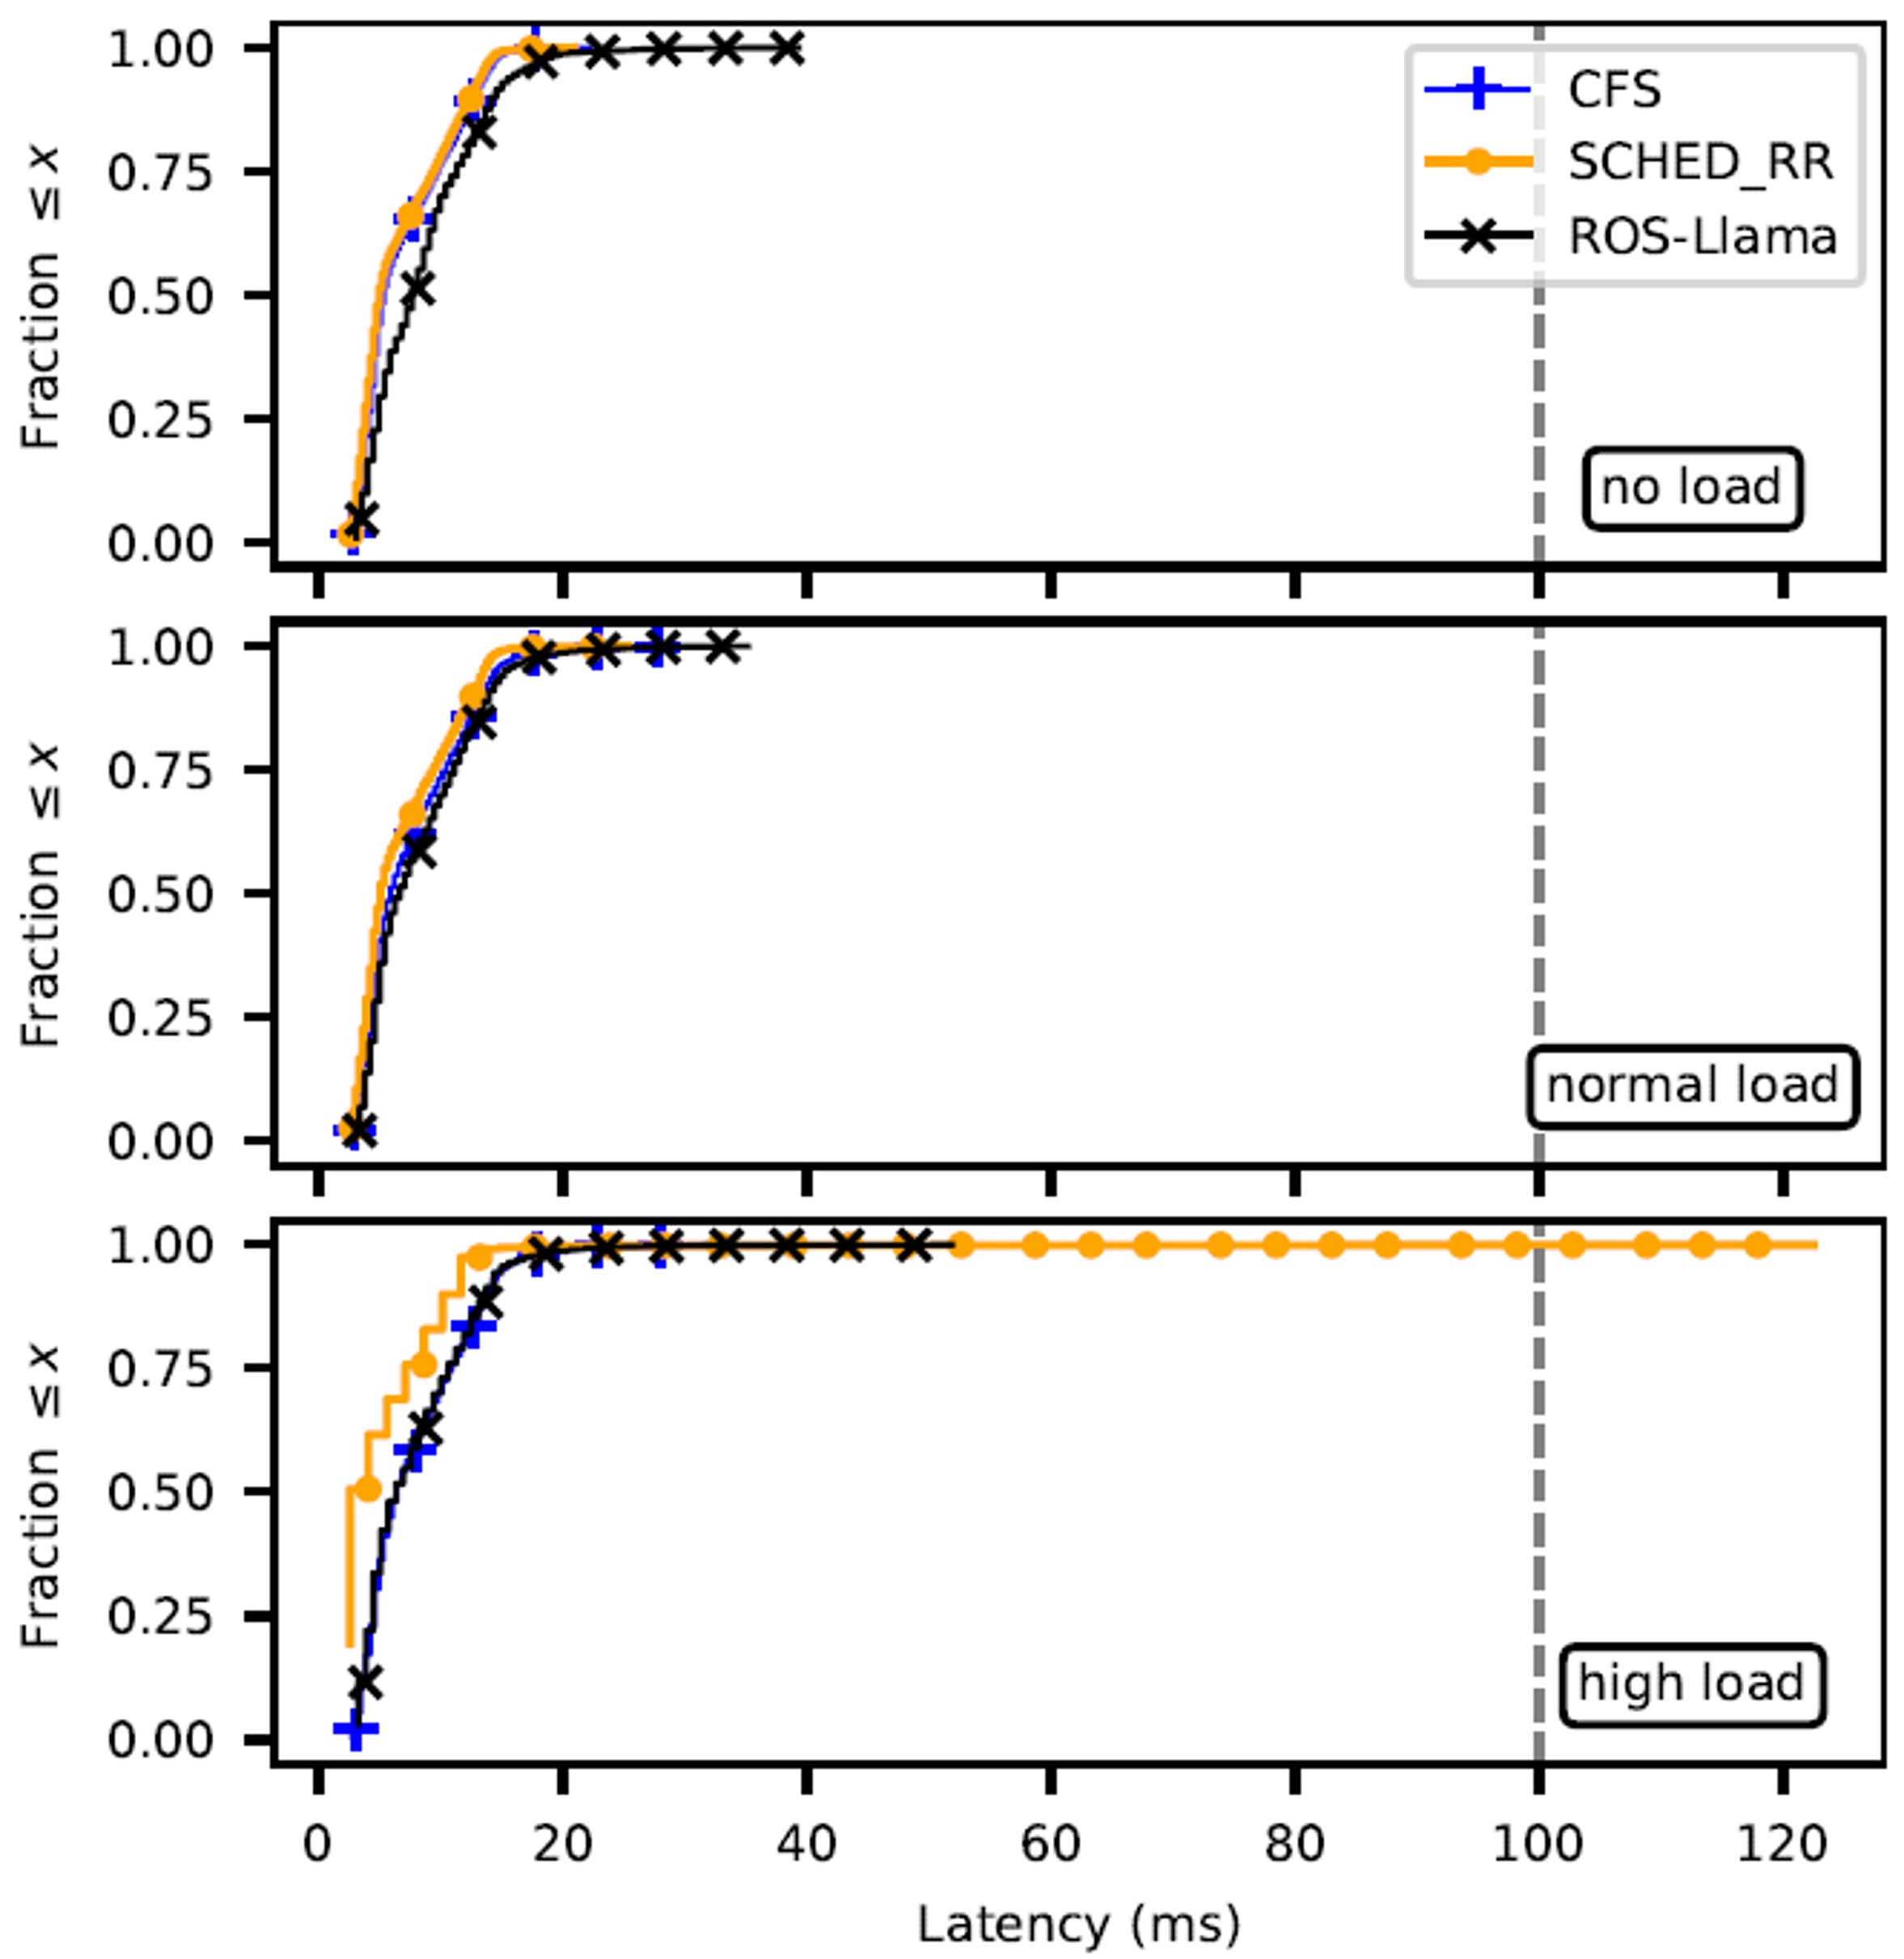 1.00
0.75
0.50
0.25
0.00
Fraction ≤ x
CFS
SCHED_RR
ROS-Llama
no load
1.00
0.75
0.50
0.25
0.00
Fraction ≤ x
normal load
1.00
0.75
0.50
0.25
0.00
Fraction ≤ x
high load
0 20 40 60 80 100 120
Latency (ms)